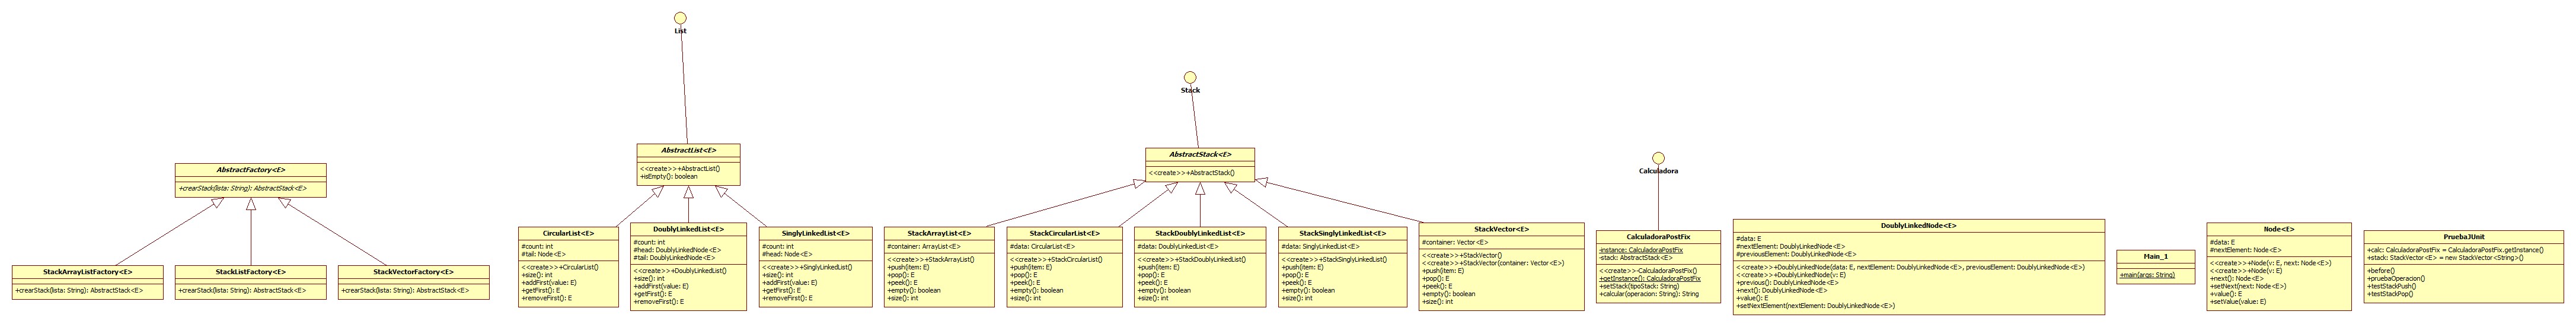 List
Stack
Calculadora
AbstractFactory<E>
+crearStack(lista: String): AbstractStack<E>
StackArrayListFactory<E>
+crearStack(lista: String): AbstractStack<E>
StackListFactory<E>
+crearStack(lista: String): AbstractStack<E>
StackVectorFactory<E>
+crearStack(lista: String): AbstractStack<E>
AbstractList<E>
<<create>>+AbstractList()
+isEmpty(): boolean
CircularList<E>
#count: int
#tail: Node<E>
<<create>>+CircularList()
+size(): int
+addFirst(value: E)
+getFirst(): E
+removeFirst(): E
DoublyLinkedList<E>
#count: int
#head: DoublyLinkedNode<E>
#tail: DoublyLinkedNode<E>
<<create>>+DoublyLinkedList()
+size(): int
+addFirst(value: E)
+getFirst(): E
+removeFirst(): E
SinglyLinkedList<E>
#count: int
#head: Node<E>
<<create>>+SinglyLinkedList()
+size(): int
+addFirst(value: E)
+getFirst(): E
+removeFirst(): E
AbstractStack<E>
<<create>>+AbstractStack()
StackArrayList<E>
#container: ArrayList<E>
<<create>>+StackArrayList()
+push(item: E)
+pop(): E
+peek(): E
+empty(): boolean
+size(): int
StackCircularList<E>
#data: CircularList<E>
<<create>>+StackCircularList()
+push(item: E)
+pop(): E
+peek(): E
+empty(): boolean
+size(): int
StackDoublyLinkedList<E>
#data: DoublyLinkedList<E>
<<create>>+StackDoublyLinkedList()
+push(item: E)
+pop(): E
+peek(): E
+empty(): boolean
+size(): int
StackSinglyLinkedList<E>
#data: SinglyLinkedList<E>
<<create>>+StackSinglyLinkedList()
+push(item: E)
+pop(): E
+peek(): E
+empty(): boolean
+size(): int
StackVector<E>
#container: Vector<E>
<<create>>+StackVector()
<<create>>+StackVector(container: Vector<E>)
+push(item: E)
+pop(): E
+peek(): E
+empty(): boolean
+size(): int
CalculadoraPostFix
-instance: CalculadoraPostFix
-stack: AbstractStack<E>
<<create>>-CalculadoraPostFix()
+getInstance(): CalculadoraPostFix
+setStack(tipoStack: String)
+calcular(operacion: String): String
DoublyLinkedNode<E>
#data: E
#nextElement: DoublyLinkedNode<E>
#previousElement: DoublyLinkedNode<E>
<<create>>+DoublyLinkedNode(data: E, nextElement: DoublyLinkedNode<E>, previousElement: DoublyLinkedNode<E>)
<<create>>+DoublyLinkedNode(v: E)
+previous(): DoublyLinkedNode<E>
+next(): DoublyLinkedNode<E>
+value(): E
+setNextElement(nextElement: DoublyLinkedNode<E>)
Main_1
+main(args: String)
Node<E>
#data: E
#nextElement: Node<E>
<<create>>+Node(v: E, next: Node<E>)
<<create>>+Node(v: E)
+next(): Node<E>
+setNext(next: Node<E>)
+value(): E
+setValue(value: E)
PruebaJUnit
+calc: CalculadoraPostFix = CalculadoraPostFix.getInstance()
+stack: StackVector<E> = new StackVector<String>()
+before()
+pruebaOperacion()
+testStackPush()
+testStackPop()